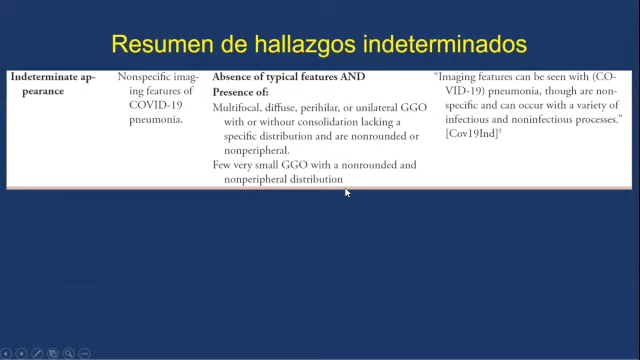 Resumen de hallazgos indeterminados
Indeterminate ap-
pearance
Nonspecific imag-
ing features of
COVID-19
pneumonia.
Absence of typical features AND
Presence of:
Multifocal, diffuse, perihilar, or unilateral GGO
with or without consolidation lacking a
specific distribution and are nonrounded or
nonperipheral.
Few very small GGO with a nonrounded and
nonperipheral distribution
“Imaging features can be seen with (CO-
VID-19) pneumonia, though are non-
specific and can occur with a variety of
infectious and noninfectious processes.”
[Cov19Ind]†